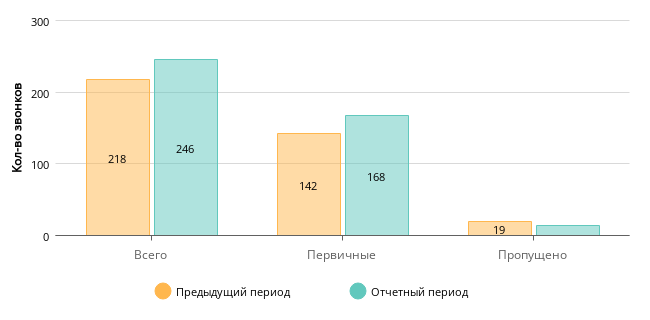 300
200
100
0
Кол-во звонков
218
246
142
168
19
Всего
Первичные
Пропущено
Предыдущий период
Отчетный период